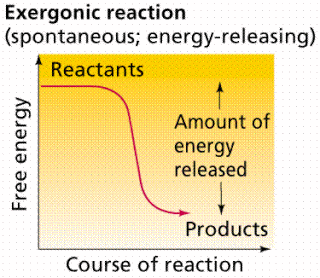 Exergonic reaction
(spontaneous; energy-releasing)
Reactants
Amount of
energy
released
Products
Free energy
Course of reaction